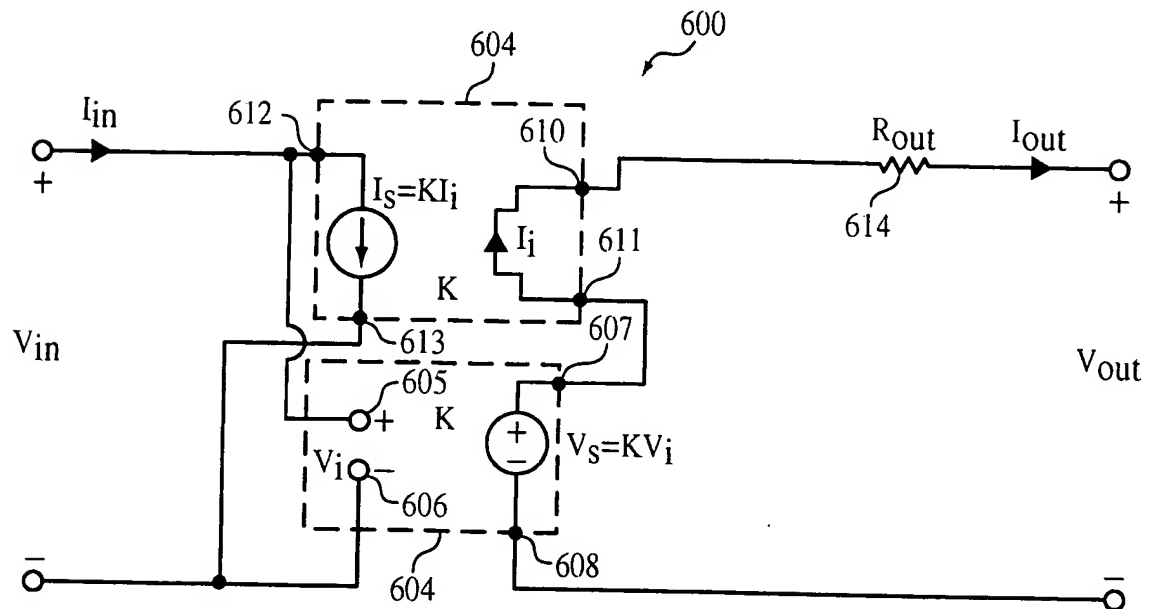 600
604
Iin
612
610
Rout
Iout
+
+
Is=KIi
614
Ii
611
K
613
607
Vin
Vout
605
+
K
+
−
Vs=KVi
Vi
−
606
−
604
608
−